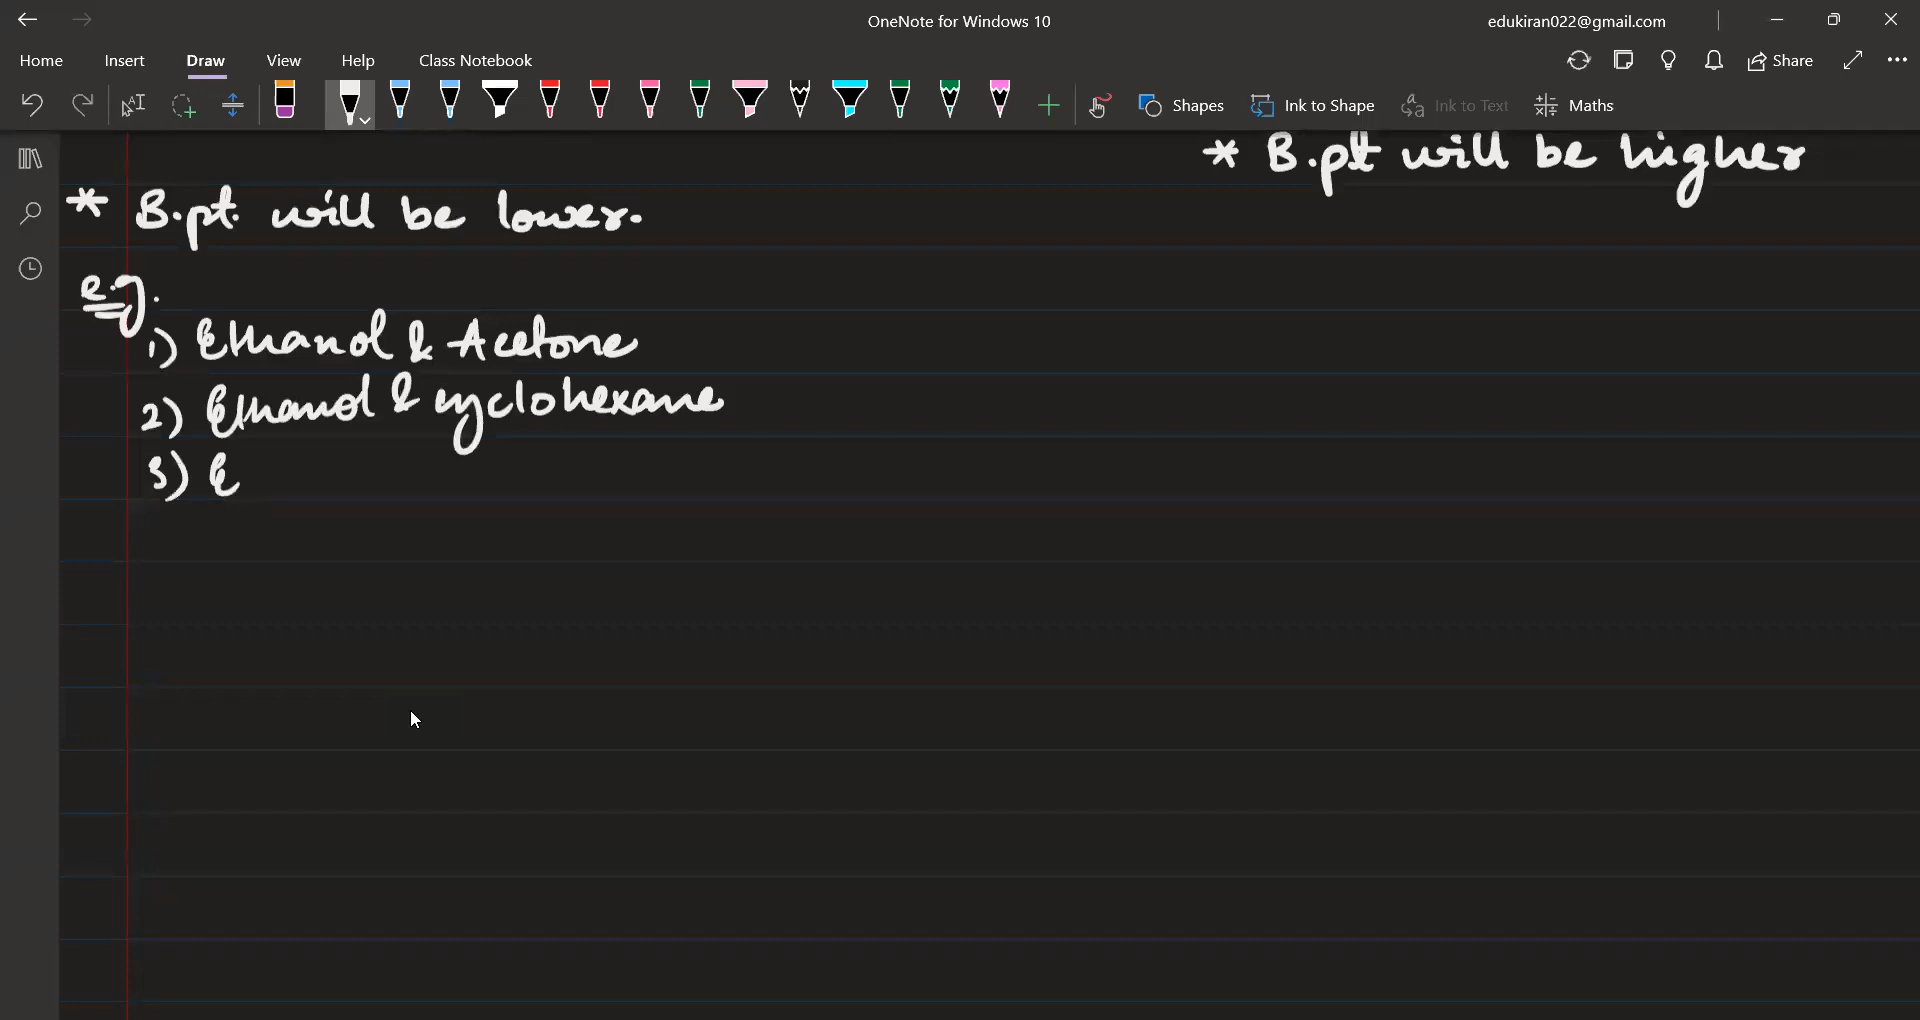 OneNote for Windows 10
edukiran022@gmail.com
Home Insert Draw View Help Class Notebook
Share
Shapes Ink to Shape Ink to Text Maths
* B.pt will be higher
* B.pt. will be lower.
e.g.
1) Ethanol & Acetone
2) Ethanol & cyclohexane
3) E